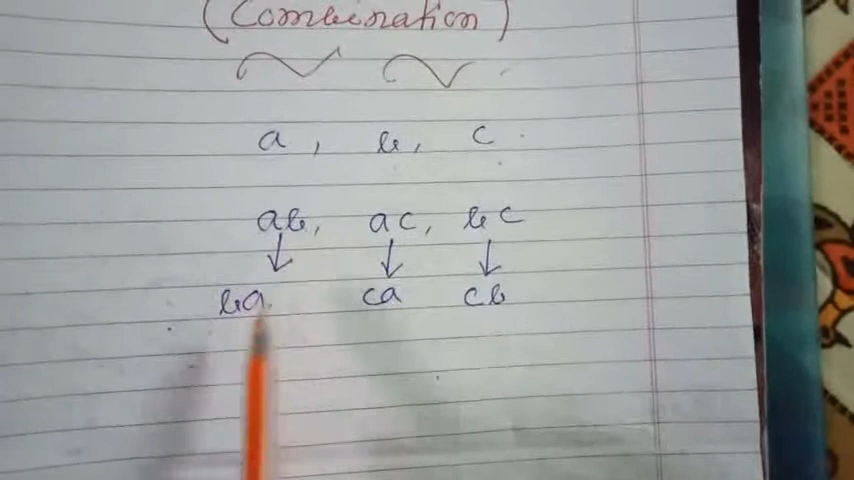 (Combination)
a, b, c.
ab, ac, bc
ba ca cb